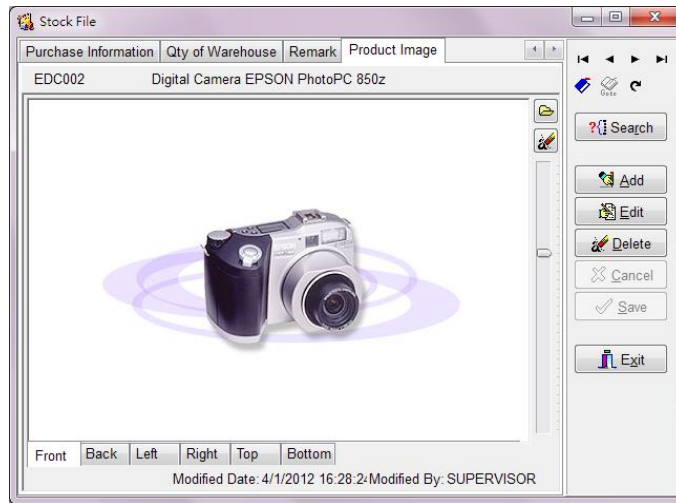 Stock File
Purchase Information Qty of Warehouse Remark Product Image
EDC002 Digital Camera EPSON PhotoPC 850z
Goto
?{} Search
Add
Edit
Delete
Cancel
Save
Exit
Front Back Left Right Top Bottom
Modified Date: 4/1/2012 16:28:24 Modified By: SUPERVISOR